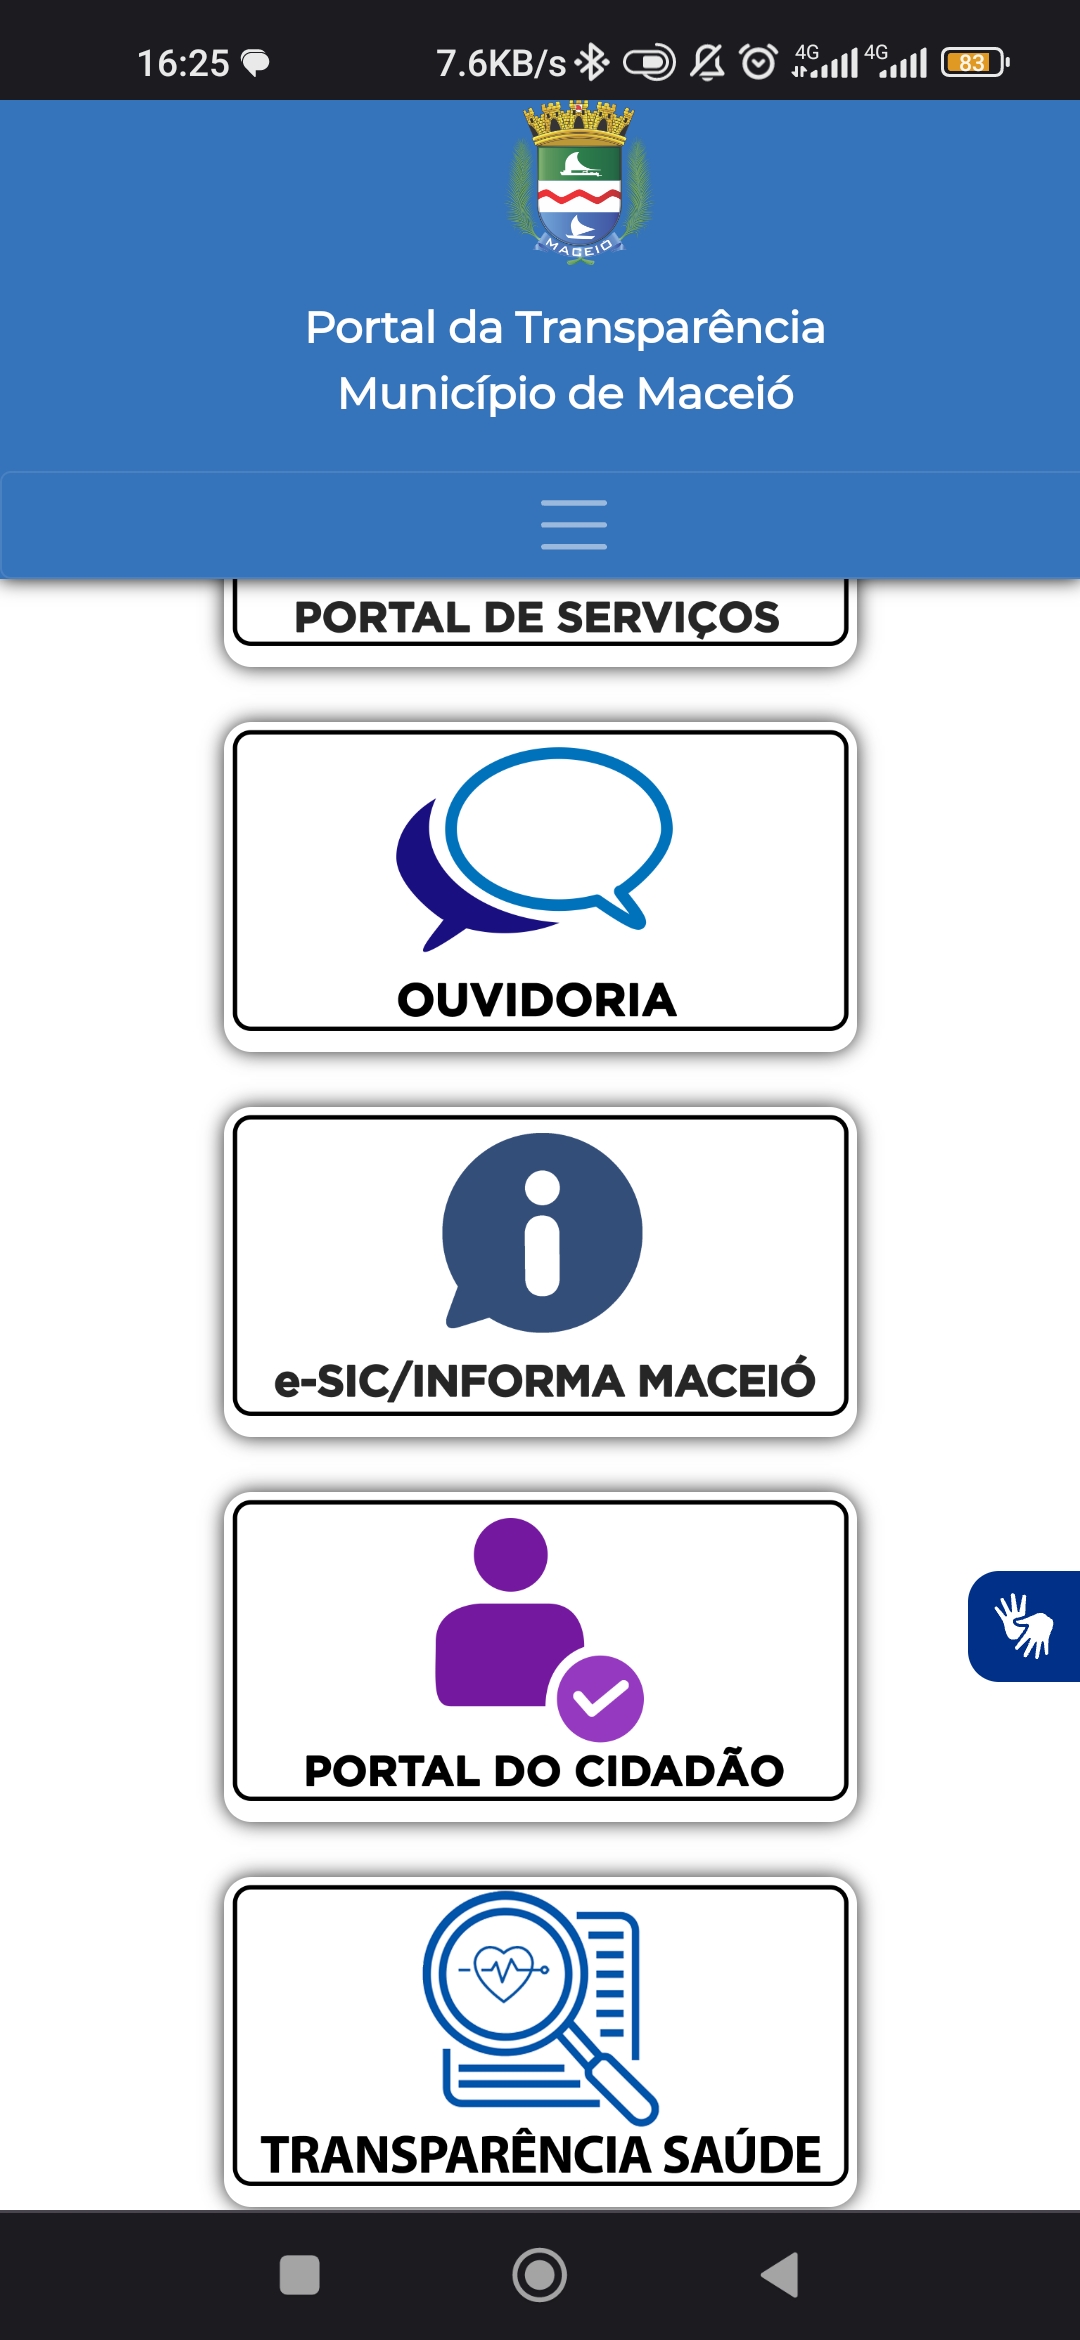 16:25 7.6KB/s 4G 4G 83
MACEIO
Portal da Transparência
Município de Maceió
PORTAL DE SERVIÇOS
OUVIDORIA
e-SIC/INFORMA MACEIÓ
PORTAL DO CIDADÃO
TRANSPARÊNCIA SAÚDE